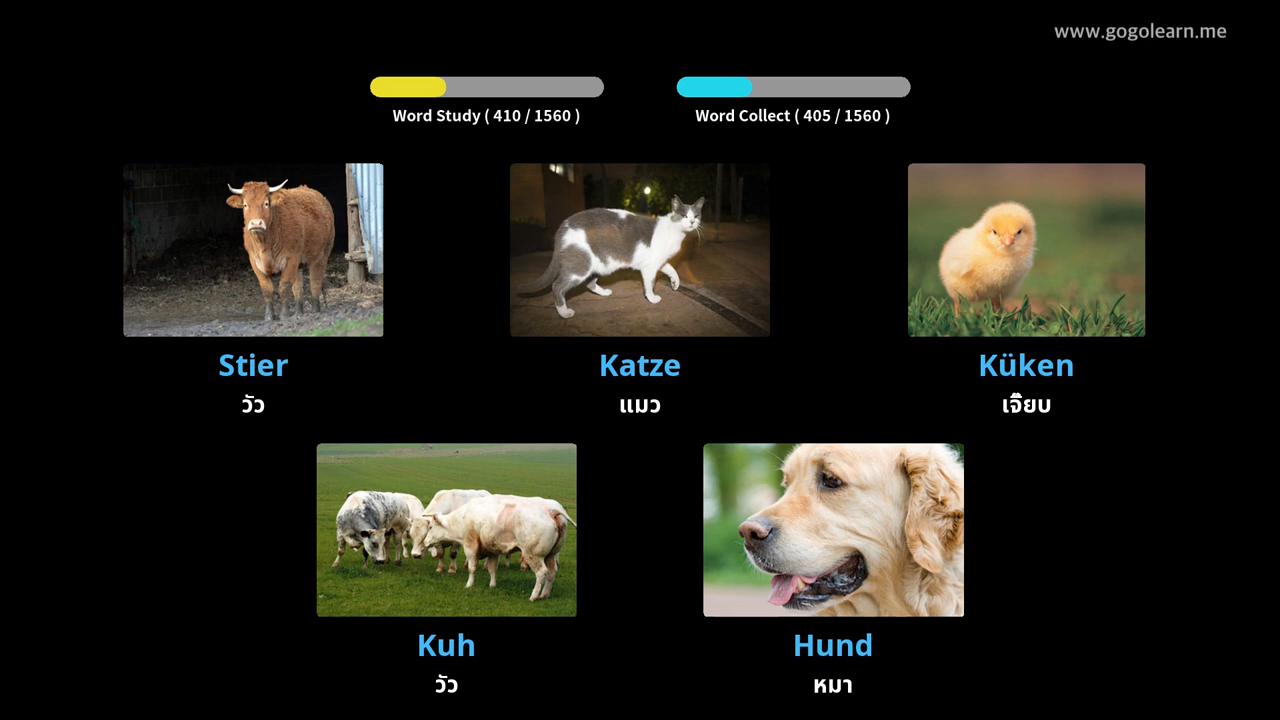 www.gogolearn.me
Word Study ( 410 / 1560 )
Word Collect ( 405 / 1560 )
Stier
วัว
Katze
แมว
Küken
เจี๊ยบ
Kuh
วัว
Hund
หมา